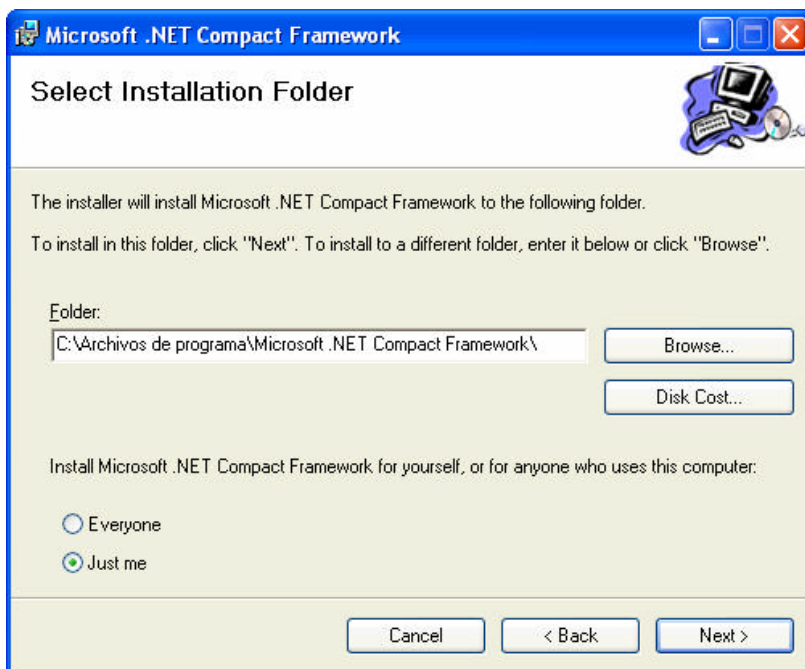 Microsoft .NET Compact Framework
Select Installation Folder
The installer will install Microsoft .NET Compact Framework to the following folder.
To install in this folder, click "Next". To install to a different folder, enter it below or click "Browse".
Folder:
C:\Archivos de programa\Microsoft .NET Compact Framework\
Browse...
Disk Cost...
Install Microsoft .NET Compact Framework for yourself, or for anyone who uses this computer:
Everyone
Just me
Cancel
< Back
Next >